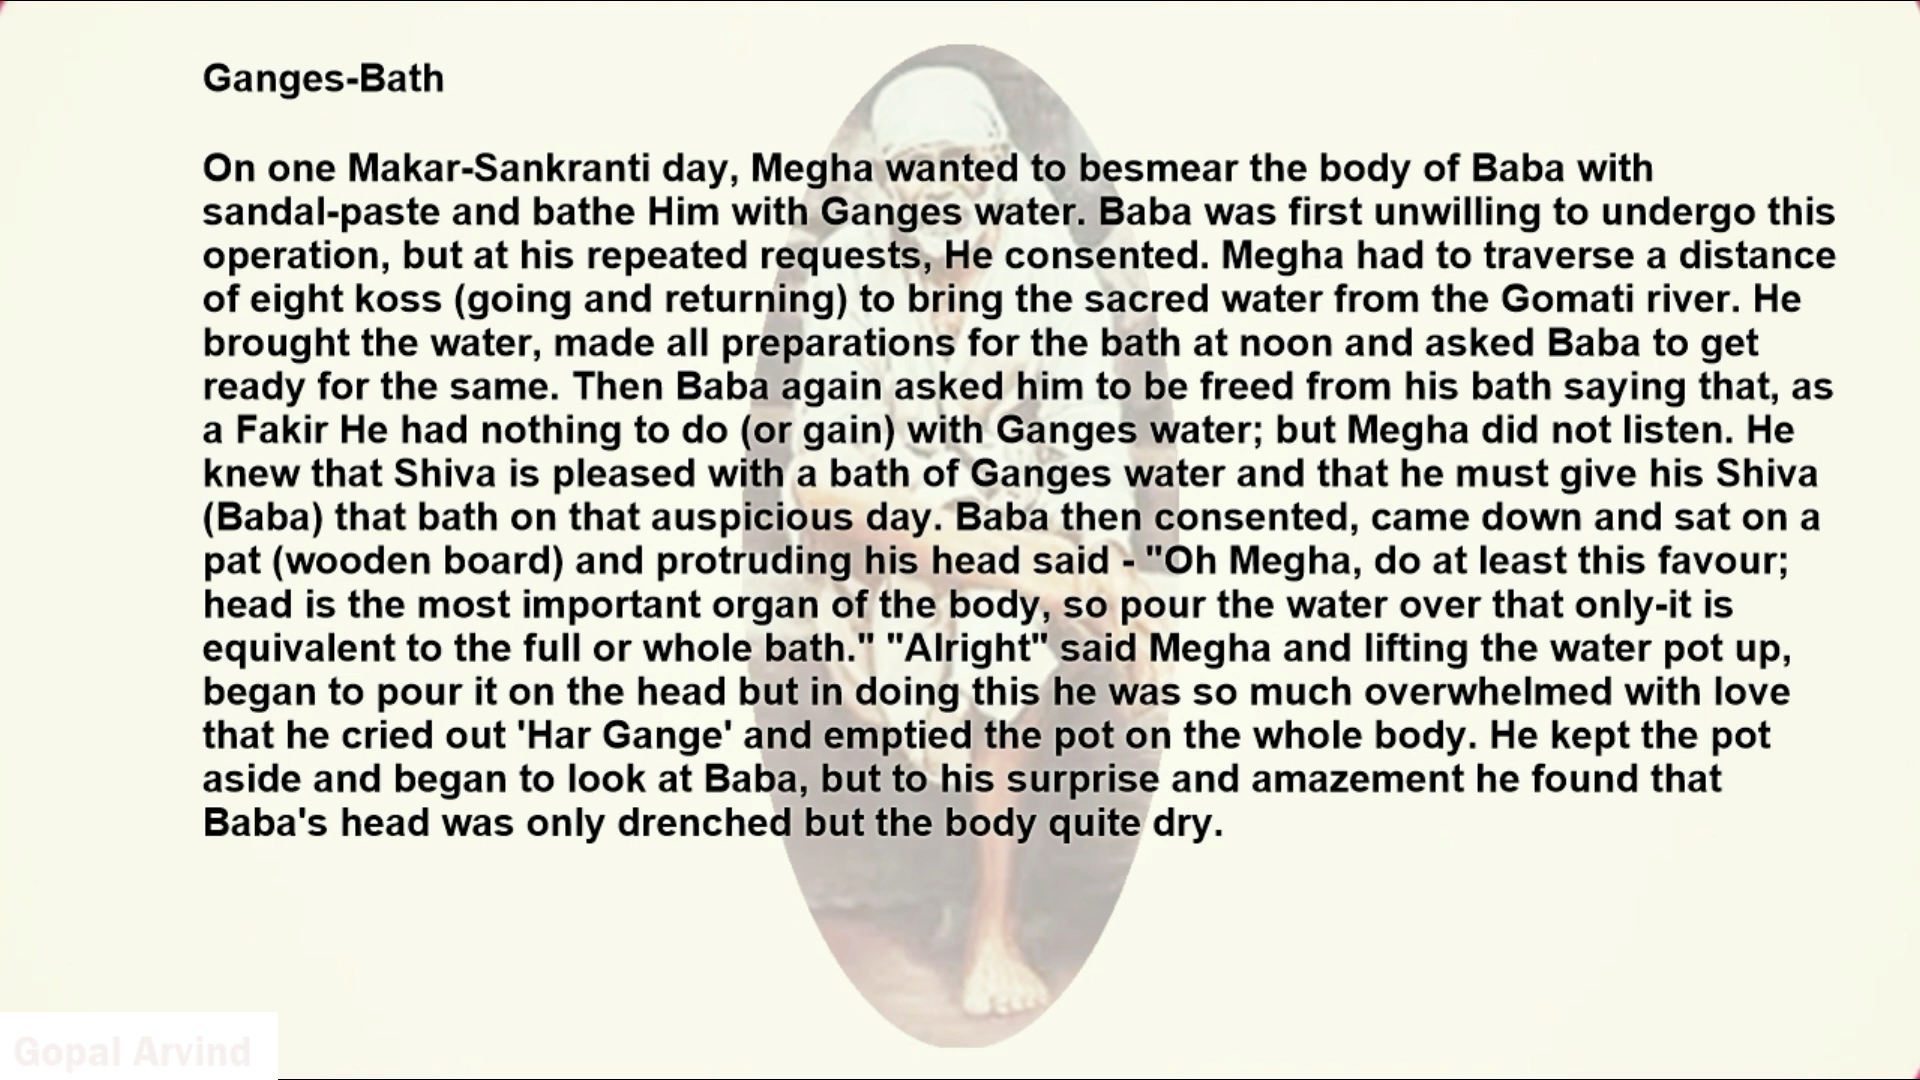 Ganges-Bath
On one Makar-Sankranti day, Megha wanted to besmear the body of Baba with
sandal-paste and bathe Him with Ganges water. Baba was first unwilling to undergo this
operation, but at his repeated requests, He consented. Megha had to traverse a distance
of eight koss (going and returning) to bring the sacred water from the Gomati river. He
brought the water, made all preparations for the bath at noon and asked Baba to get
ready for the same. Then Baba again asked him to be freed from his bath saying that, as
a Fakir He had nothing to do (or gain) with Ganges water; but Megha did not listen. He
knew that Shiva is pleased with a bath of Ganges water and that he must give his Shiva
(Baba) that bath on that auspicious day. Baba then consented, came down and sat on a
pat (wooden board) and protruding his head said - "Oh Megha, do at least this favour;
head is the most important organ of the body, so pour the water over that only-it is
equivalent to the full or whole bath." "Alright" said Megha and lifting the water pot up,
began to pour it on the head but in doing this he was so much overwhelmed with love
that he cried out 'Har Gange' and emptied the pot on the whole body. He kept the pot
aside and began to look at Baba, but to his surprise and amazement he found that
Baba's head was only drenched but the body quite dry.
Gopal Arvind